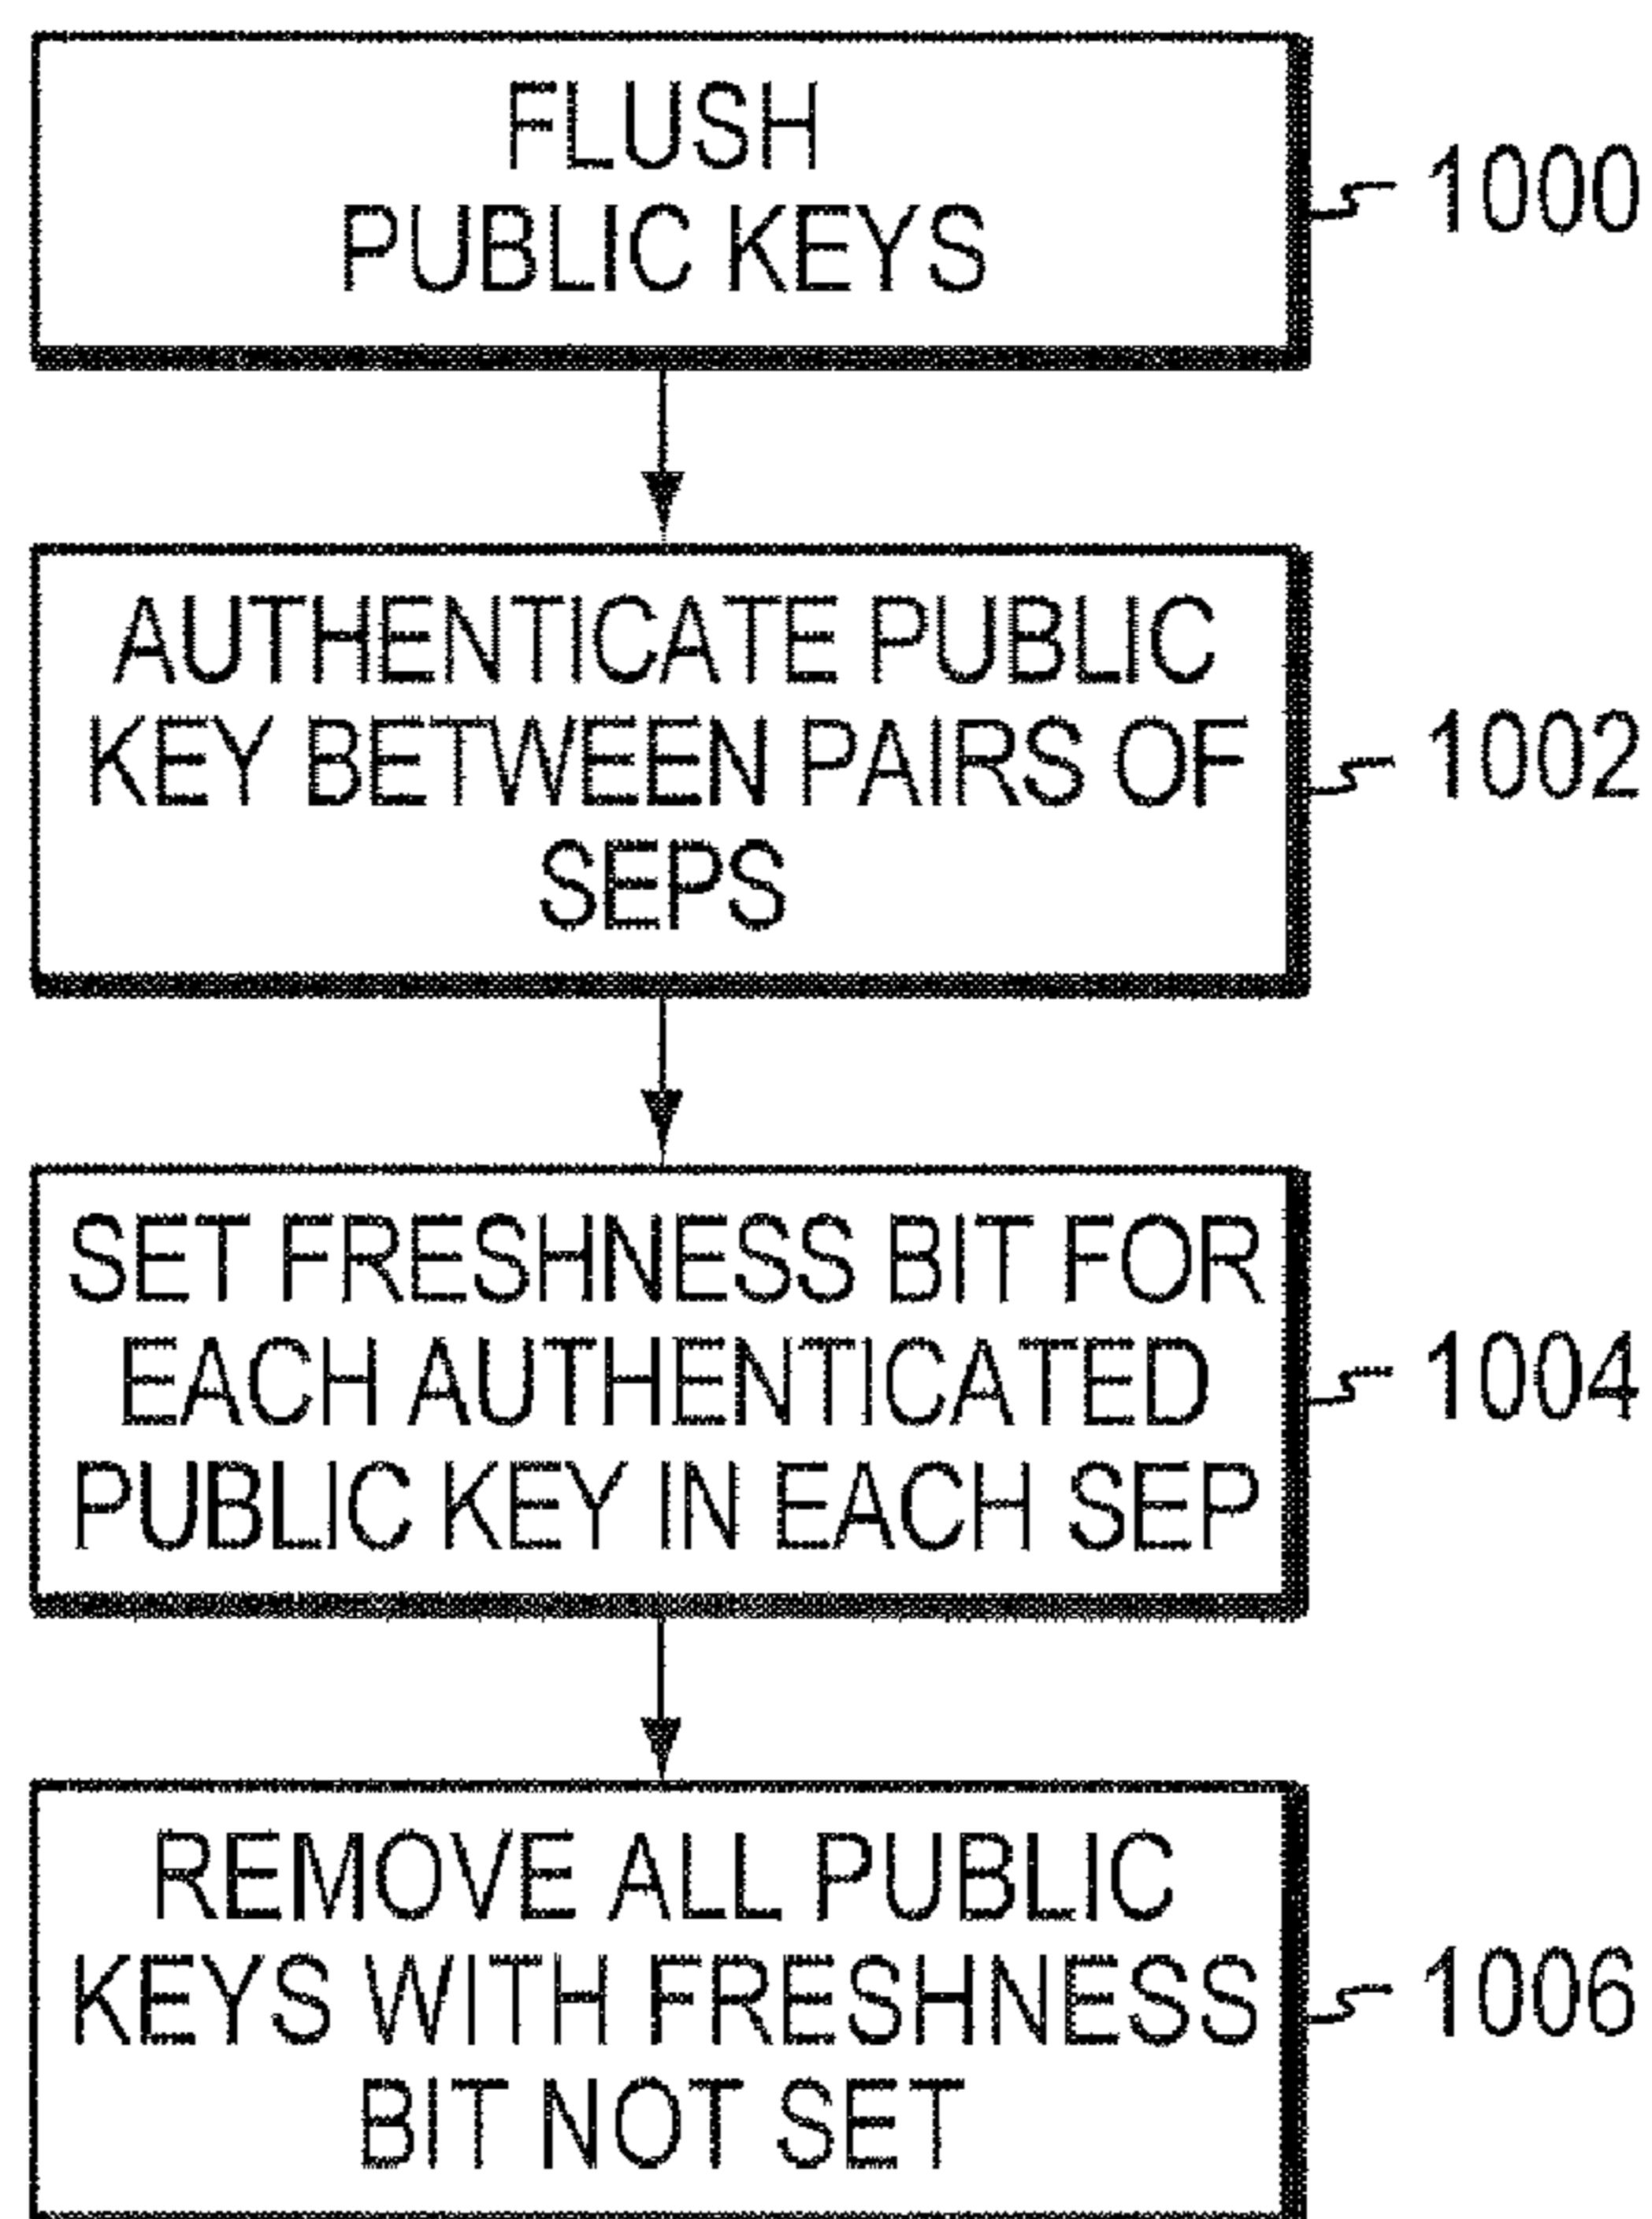 FLUSH
PUBLIC KEYS
1000
AUTHENTICATE PUBLIC
KEY BETWEEN PAIRS OF
SEPS
1002
SET FRESHNESS BIT FOR
EACH AUTHENTICATED
PUBLIC KEY IN EACH SEP
1004
REMOVE ALL PUBLIC
KEYS WITH FRESHNESS
BIT NOT SET
1006